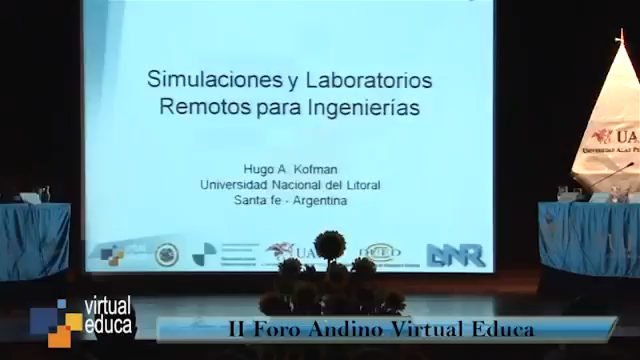 Simulaciones y Laboratorios
Remotos para Ingenierías
Hugo A. Kofman
Universidad Nacional del Litoral
Santa fe - Argentina
UA
virtual
educa
II Foro Andino Virtual Educa